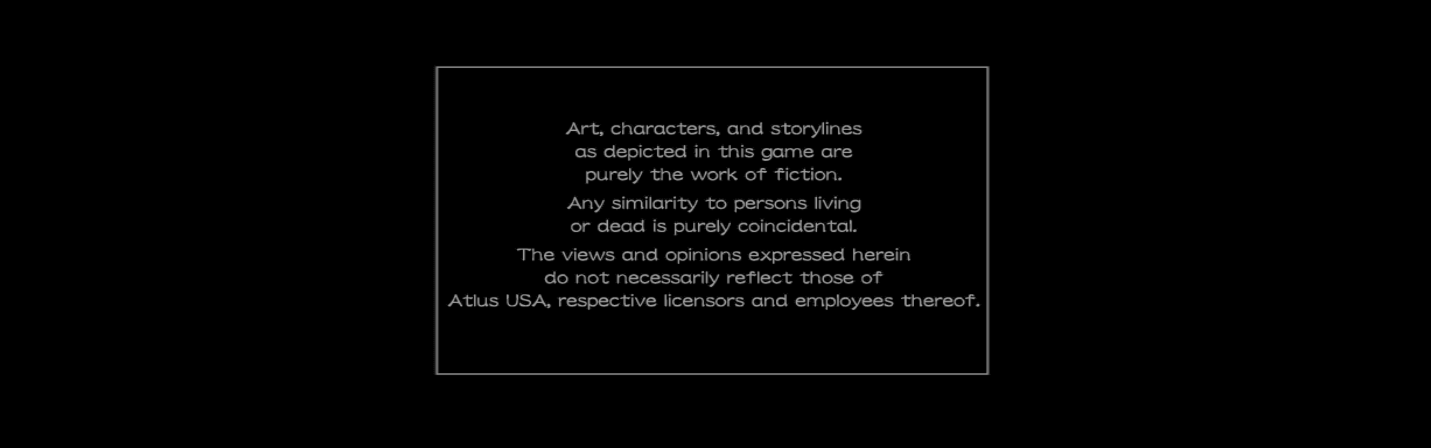 Art, characters, and storylines
as depicted in this game are
purely the work of fiction.
Any similarity to persons living
or dead is purely coincidental.
The views and opinions expressed herein
do not necessarily reflect those of
Atlus USA, respective licensors and employees thereof.